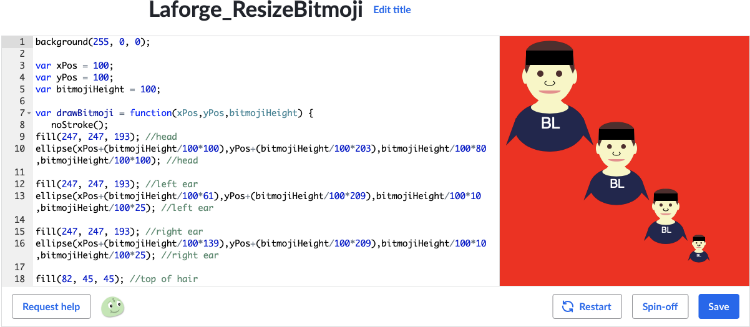 Laforge_ResizeBitmoji Edit title
1 background(255, 0, 0);
2
3 var xPos = 100;
4 var yPos = 100;
5 var bitmojiHeight = 100;
6
7 var drawBitmoji = function(xPos,yPos,bitmojiHeight) {
8 noStroke();
9 fill(247, 247, 193); //head
10 ellipse(xPos+(bitmojiHeight/100*100),yPos+(bitmojiHeight/100*203),bitmojiHeight/100*80
,bitmojiHeight/100*100); //head
11
12 fill(247, 247, 193); //left ear
13 ellipse(xPos+(bitmojiHeight/100*61),yPos+(bitmojiHeight/100*209),bitmojiHeight/100*10
,bitmojiHeight/100*25); //left ear
14
15 fill(247, 247, 193); //right ear
16 ellipse(xPos+(bitmojiHeight/100*139),yPos+(bitmojiHeight/100*209),bitmojiHeight/100*10
,bitmojiHeight/100*25); //right ear
17
18 fill(82, 45, 45); //top of hair
BL
BL
BL
BL
Request help Restart Spin-off Save